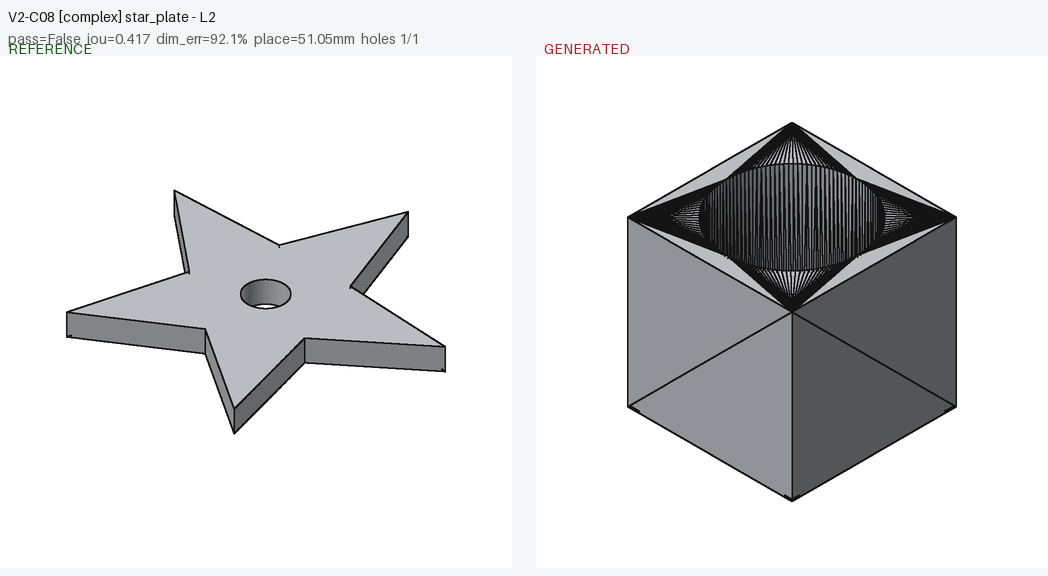 V2-C08 [complex] star_plate - L2
pass=False iou=0.417 dim_err=92.1% place=51.05mm holes 1/1
REFERENCE
GENERATED